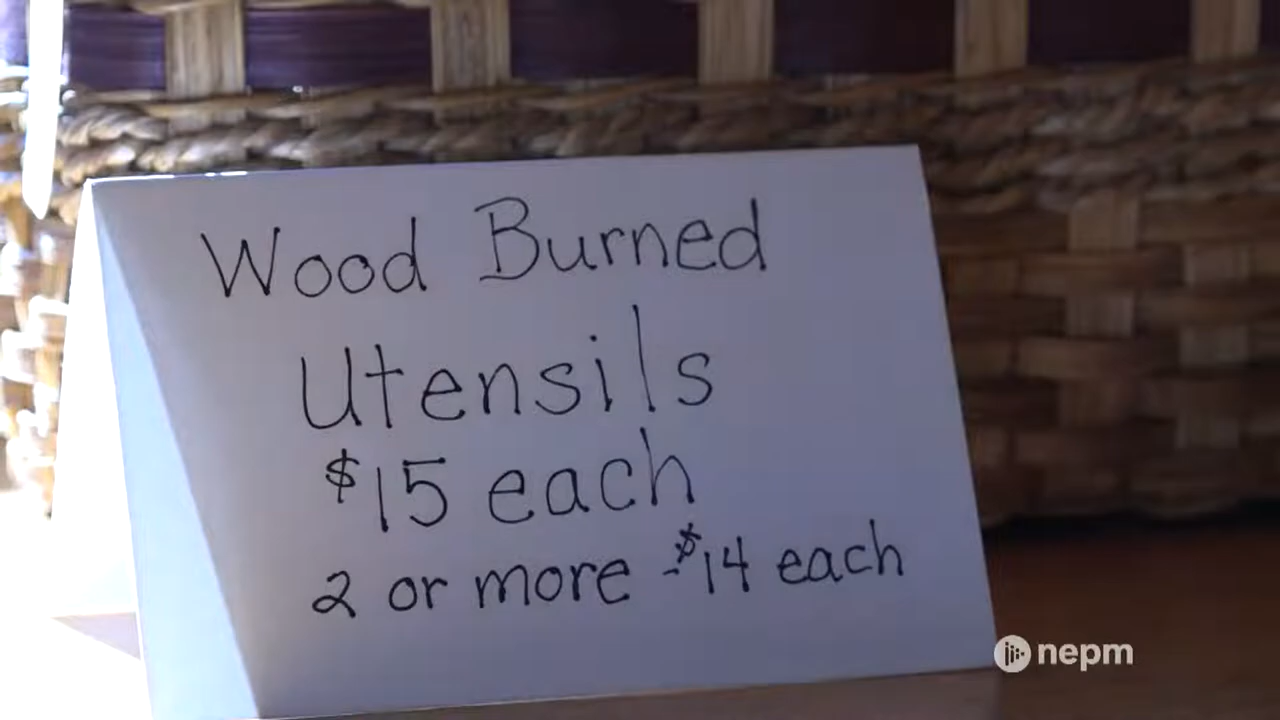 Wood Burned
Utensils
$15 each
2 or more -$14 each
nepm